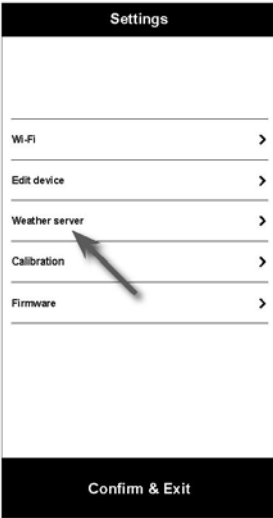 Settings
Wi-Fi
Edit device
Weather server
Calibration
Firmware
Confirm & Exit